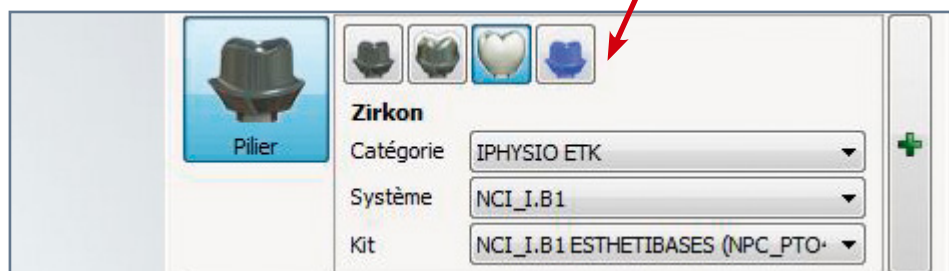 Zirkon
Pilier
Catégorie IPHYSIO ETK
Système NCI_I.B1
Kit NCI_I.B1 ESTHETIBASES (NPC_PTO